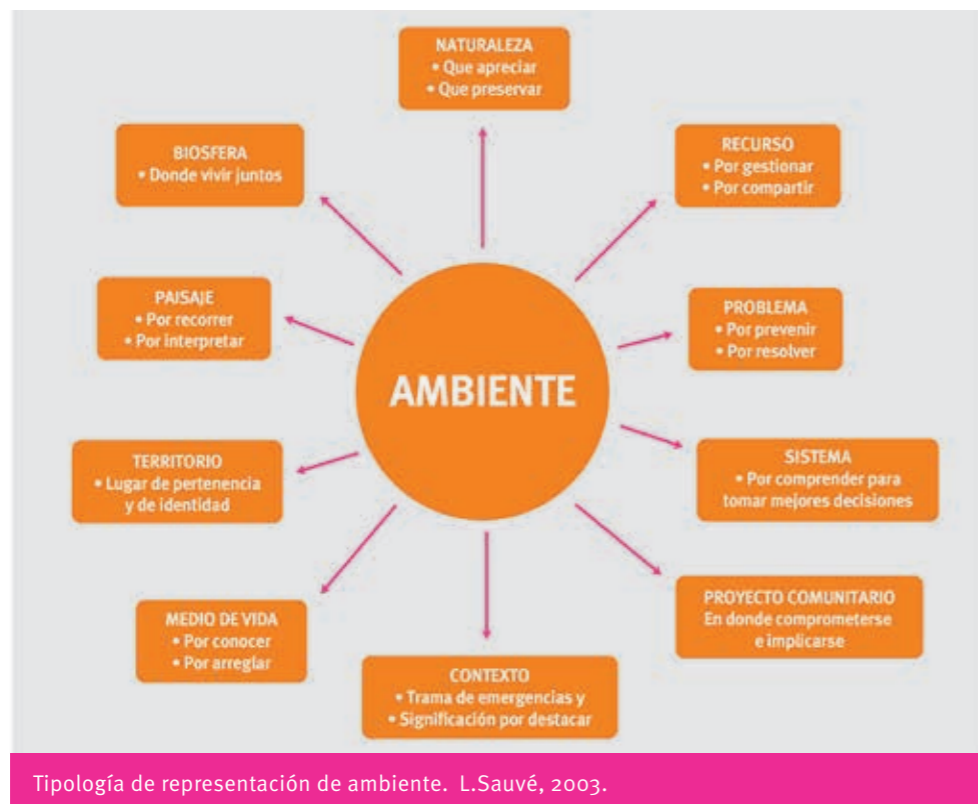 NATURALEZA
• Que apreciar
• Que preservar
RECURSO
• Por gestionar
• Por compartir
BIOSFERA
• Donde vivir juntos
PAISAJE
• Por recorrer
• Por interpretar
PROBLEMA
• Por prevenir
• Por resolver
AMBIENTE
TERRITORIO
• Lugar de pertenencia
y de identidad
SISTEMA
• Por comprender para
tomar mejores decisiones
MEDIO DE VIDA
• Por conocer
• Por arreglar
PROYECTO COMUNITARIO
En donde comprometerse
e implicarse
CONTEXTO
• Trama de emergencias y
• Significación por destacar
Tipología de representación de ambiente. L.Sauvé, 2003.